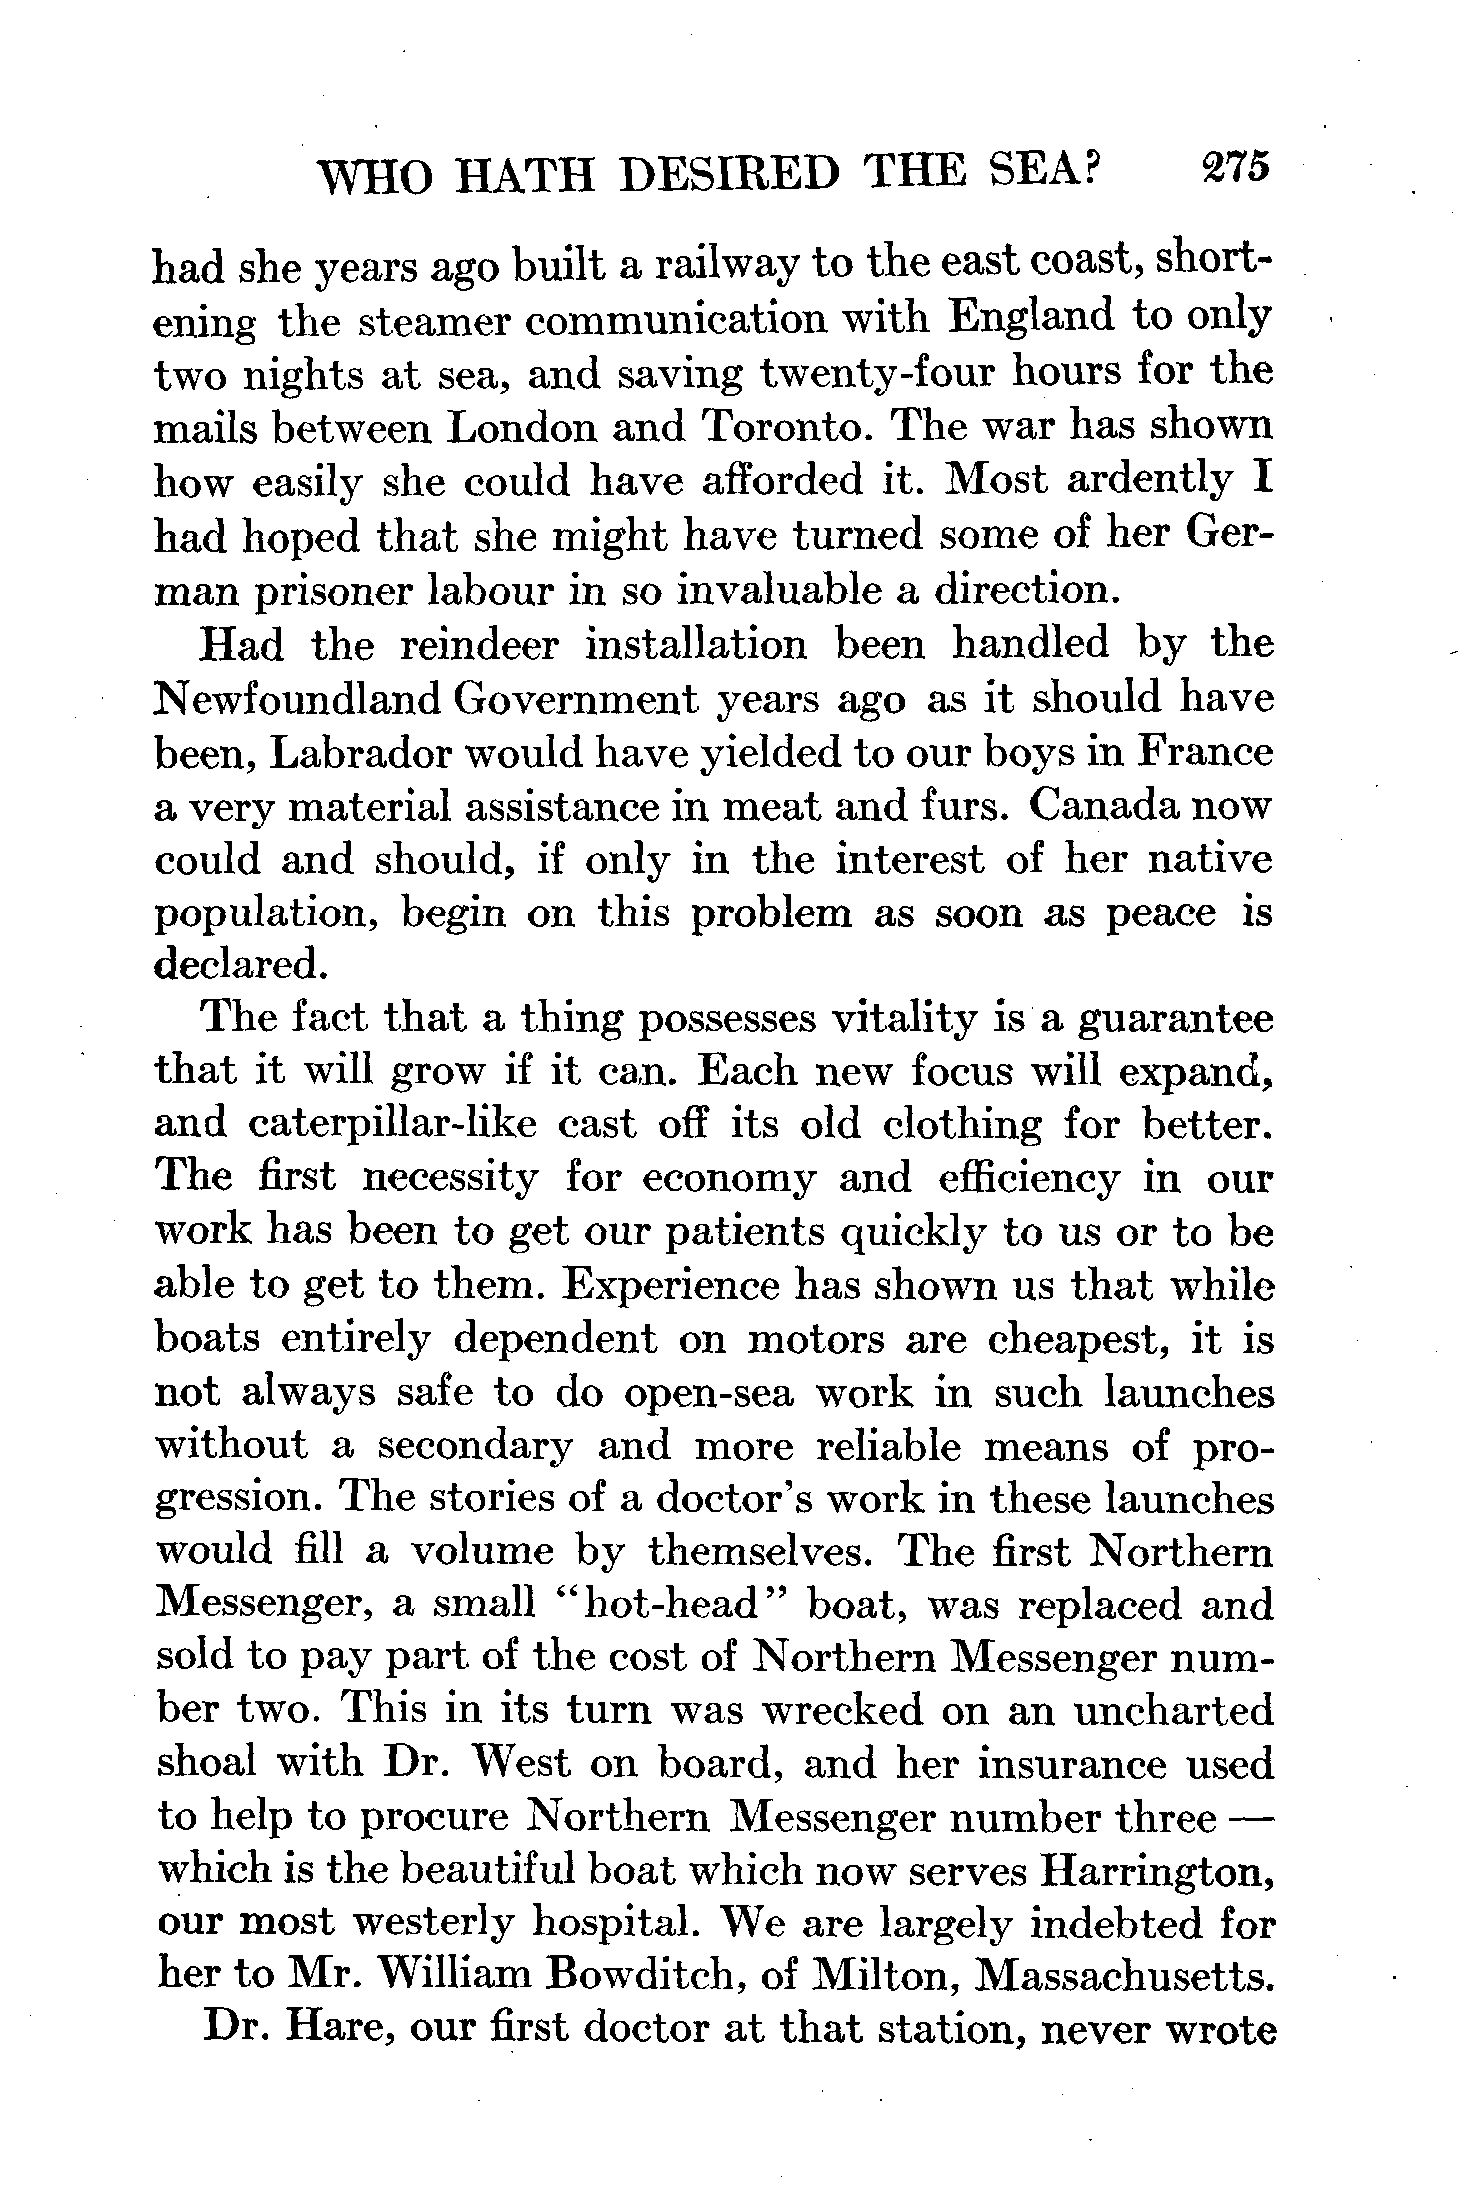 WHO HATH DESIRED THE SEA? 275
had she years ago built a railway to the east coast, short-
ening the steamer communication with England to only
two nights at sea, and saving twenty-four hours for the
mails between London and Toronto. The war has shown
how easily she could have afforded it. Most ardently I
had hoped that she might have turned some of her Ger-
man prisoner labour in so invaluable a direction.
Had the reindeer installation been handled by the
Newfoundland Government years ago as it should have
been, Labrador would have yielded to our boys in France
a very material assistance in meat and furs. Canada now
could and should, if only in the interest of her native
population, begin on this problem as soon as peace is
declared.
The fact that a thing possesses vitality is a guarantee
that it will grow if it can. Each new focus will expand,
and caterpillar-like cast off its old clothing for better.
The first necessity for economy and efficiency in our
work has been to get our patients quickly to us or to be
able to get to them. Experience has shown us that while
boats entirely dependent on motors are cheapest, it is
not always safe to do open-sea work in such launches
without a secondary and more reliable means of pro-
gression. The stories of a doctor's work in these launches
would fill a volume by themselves. The first Northern
Messenger, a small "hot-head" boat, was replaced and
sold to pay part of the cost of Northern Messenger num-
ber two. This in its turn was wrecked on an uncharted
shoal with Dr. West on board, and her insurance used
to help to procure Northern Messenger number three —
which is the beautiful boat which now serves Harrington,
our most westerly hospital. We are largely indebted for
her to Mr. William Bowditch, of Milton, Massachusetts.
Dr. Hare, our first doctor at that station, never wrote